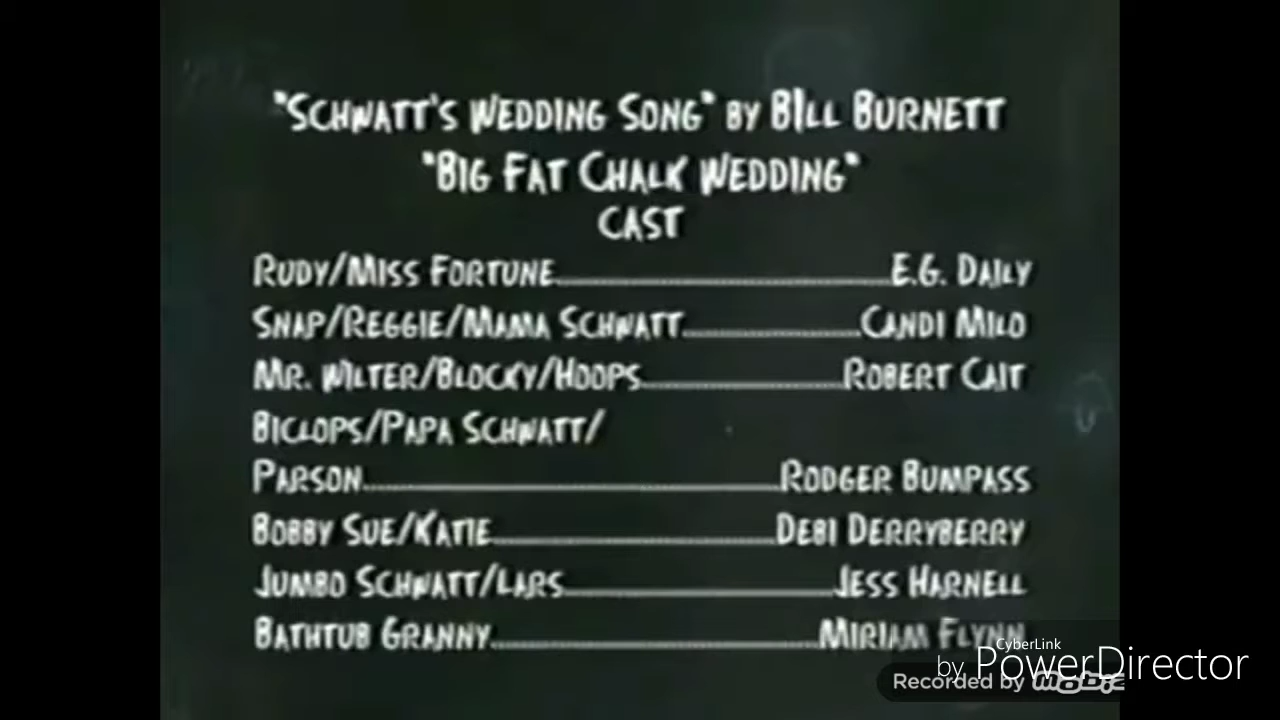 "SCHWATT'S WEDDING SONG" BY BILL BURNETT
"BIG FAT CHALK WEDDING"
CAST
RUDY/MISS FORTUNE E.G. DAILY
SNAP/REGGIE/MAMA SCHWATT CANDI MILO
MR. WILTER/BLOCKY/HOOPS ROBERT CAIT
BICLOPS/PAPA SCHWATT/
PARSON RODGER BUMPASS
BOBBY SUE/KATIE DEBI DERRYBERRY
JUMBO SCHWATT/LARS JESS HARNELL
BATHTUB GRANNY MIRIAM FLYNN
CyberLink
by PowerDirector
Recorded by